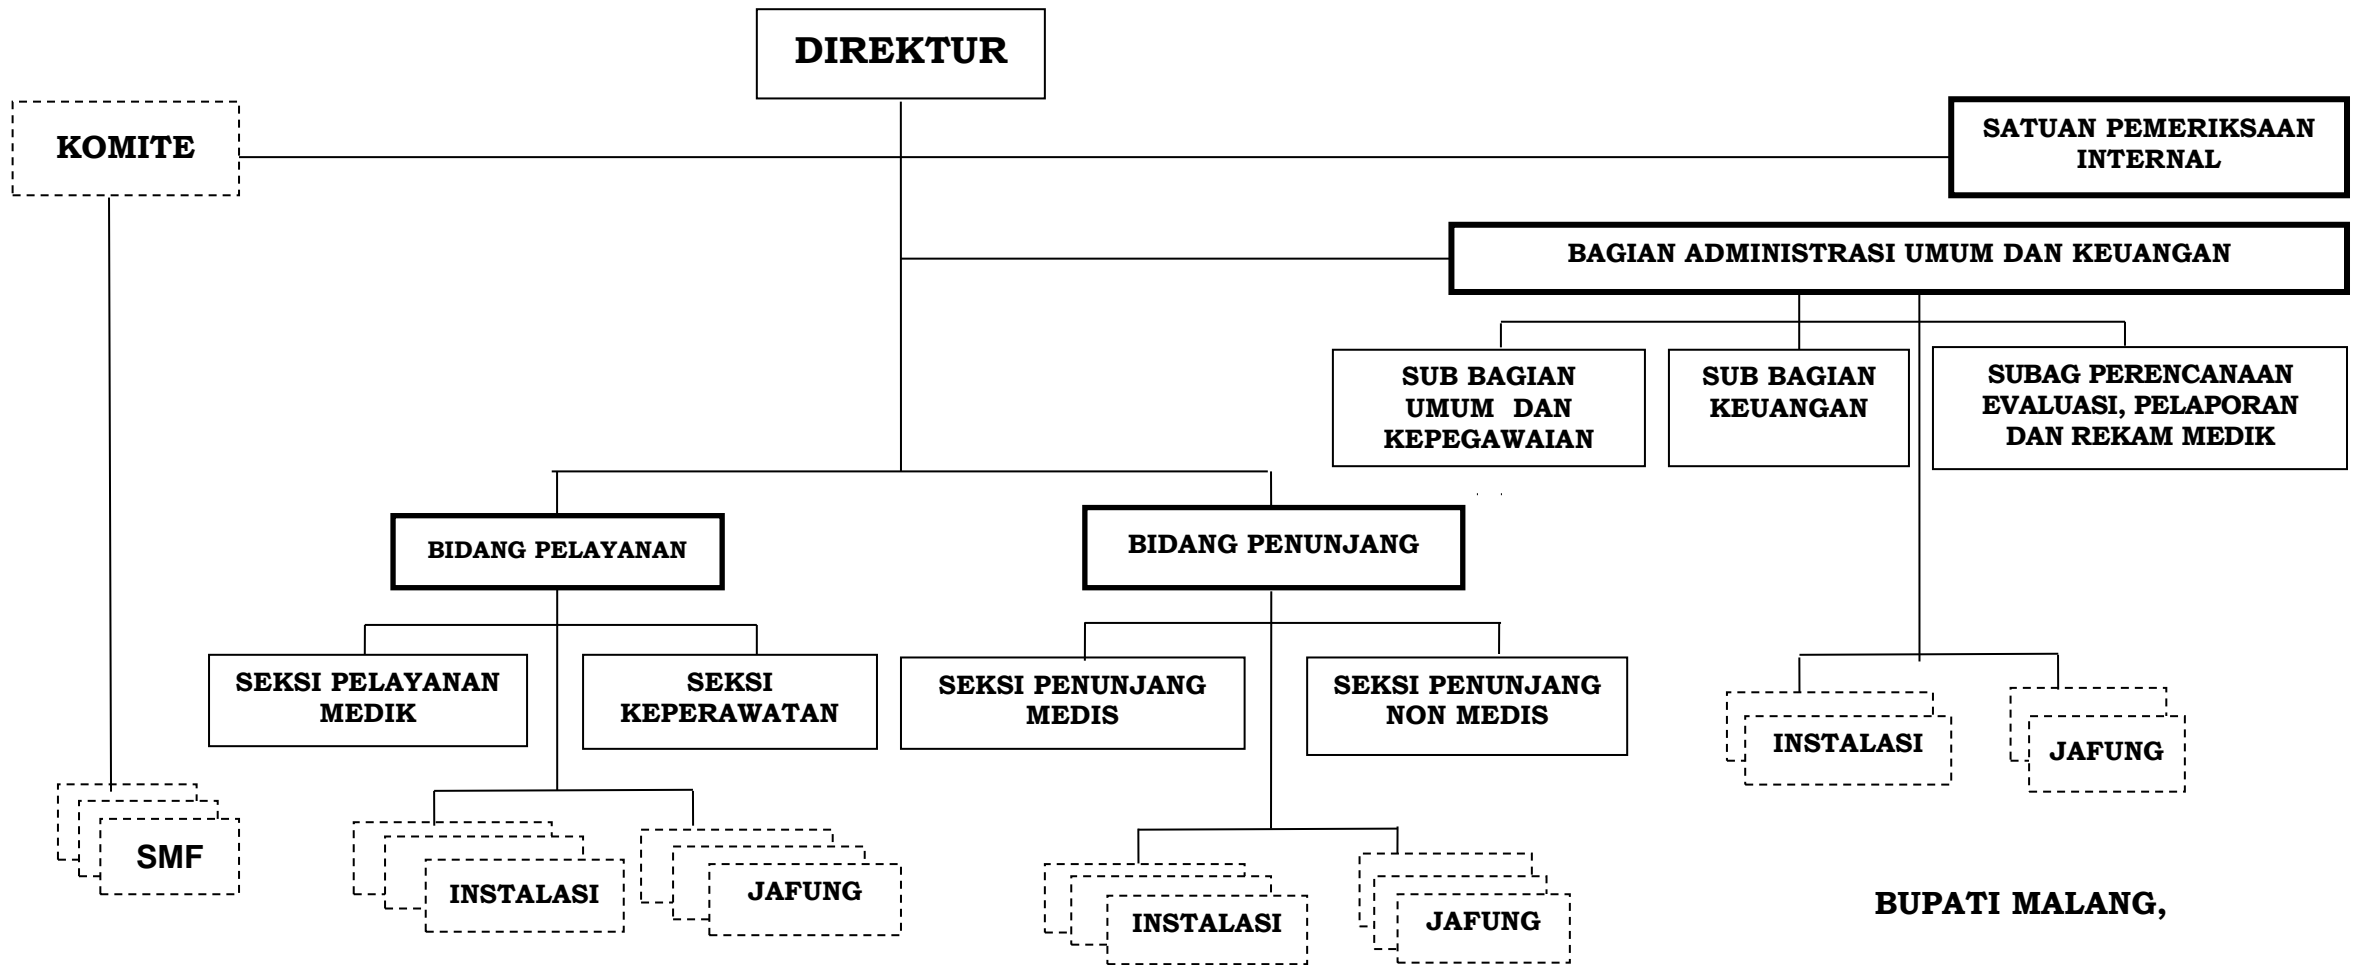 DIREKTUR
KOMITE
SATUAN PEMERIKSAAN
INTERNAL
BAGIAN ADMINISTRASI UMUM DAN KEUANGAN
SUB BAGIAN
UMUM DAN
KEPEGAWAIAN
SUB BAGIAN
KEUANGAN
SUBAG PERENCANAAN
EVALUASI, PELAPORAN
DAN REKAM MEDIK
BIDANG PELAYANAN
BIDANG PENUNJANG
SEKSI PELAYANAN
MEDIK
SEKSI
KEPERAWATAN
SEKSI PENUNJANG
MEDIS
SEKSI PENUNJANG
NON MEDIS
INSTALASI
JAFUNG
SMF
INSTALASI
JAFUNG
INSTALASI
JAFUNG
BUPATI MALANG,